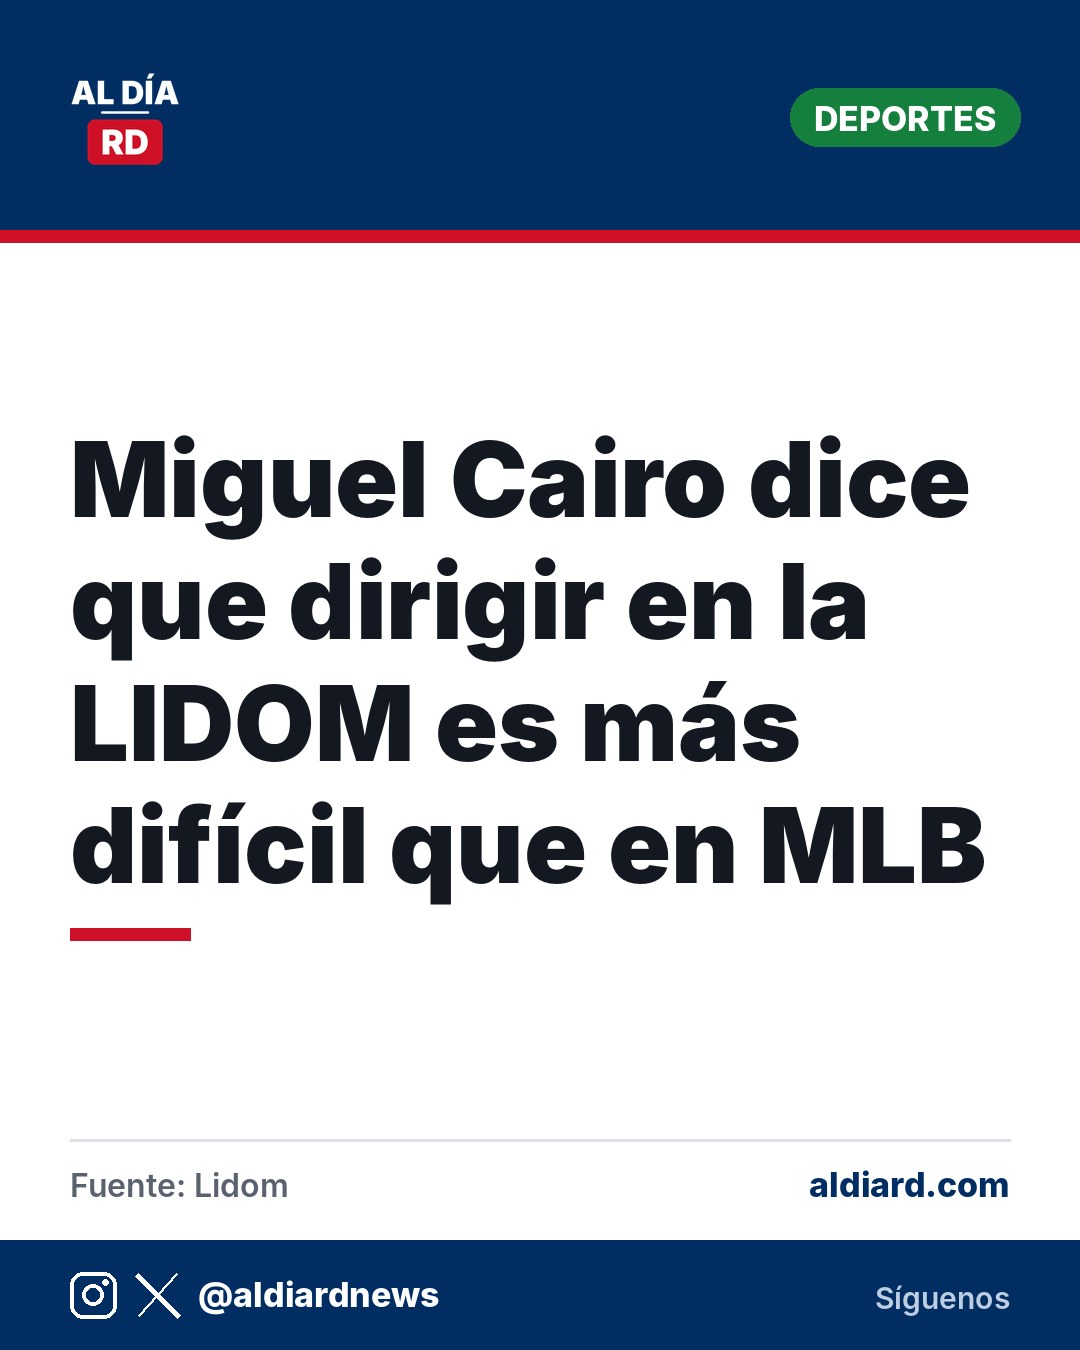 AL DÍA
RD
DEPORTES
Miguel Cairo dice
que dirigir en la
LIDOM es más
difícil que en MLB
Fuente: Lidom
aldiard.com
@aldiardnews
Síguenos